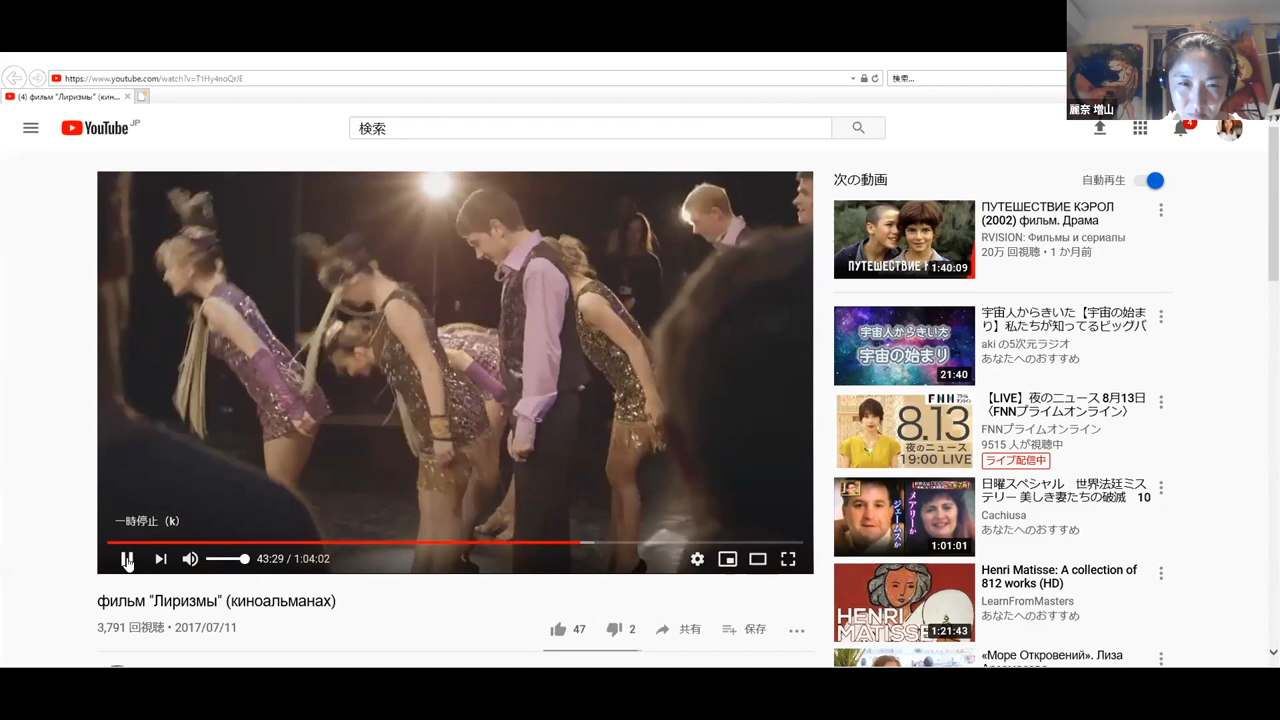 https://www.youtube.com/watch?v=T1Hy4noQrJE
検索...
(4) фильм "Лиризмы" (кин...
麗奈 増山
YouTube JP
検索
4
次の動画
自動再生
ПУТЕШЕСТВИЕ КЭРОЛ
(2002) фильм. Драма
RVISION: Фильмы и сериалы
20万 回視聴・1 か月前
1:40:09
宇宙人からきいた【宇宙の始ま
り】私たちが知ってるビッグバ
aki の5次元ラジオ
あなたへのおすすめ
宇宙人からきいた
宇宙の始まり
21:40
【LIVE】夜のニュース 8月13日
〈FNNプライムオンライン〉
FNNプライムオンライン
9515 人が視聴中
ライブ配信中
FNN
8.13
夜のニュース
19:00 LIVE
日曜スペシャル 世界法廷ミス
テリー 美しき妻たちの破滅 10
Cachiusa
あなたへのおすすめ
1:01:01
Henri Matisse: A collection of
812 works (HD)
LearnFromMasters
あなたへのおすすめ
HENRI
MATISSE
1:21:43
«Море Откровений». Лиза
一時停止（k）
43:29 / 1:04:02
фильм "Лиризмы" (киноальманах)
3,791 回視聴・2017/07/11
47
2
共有
保存